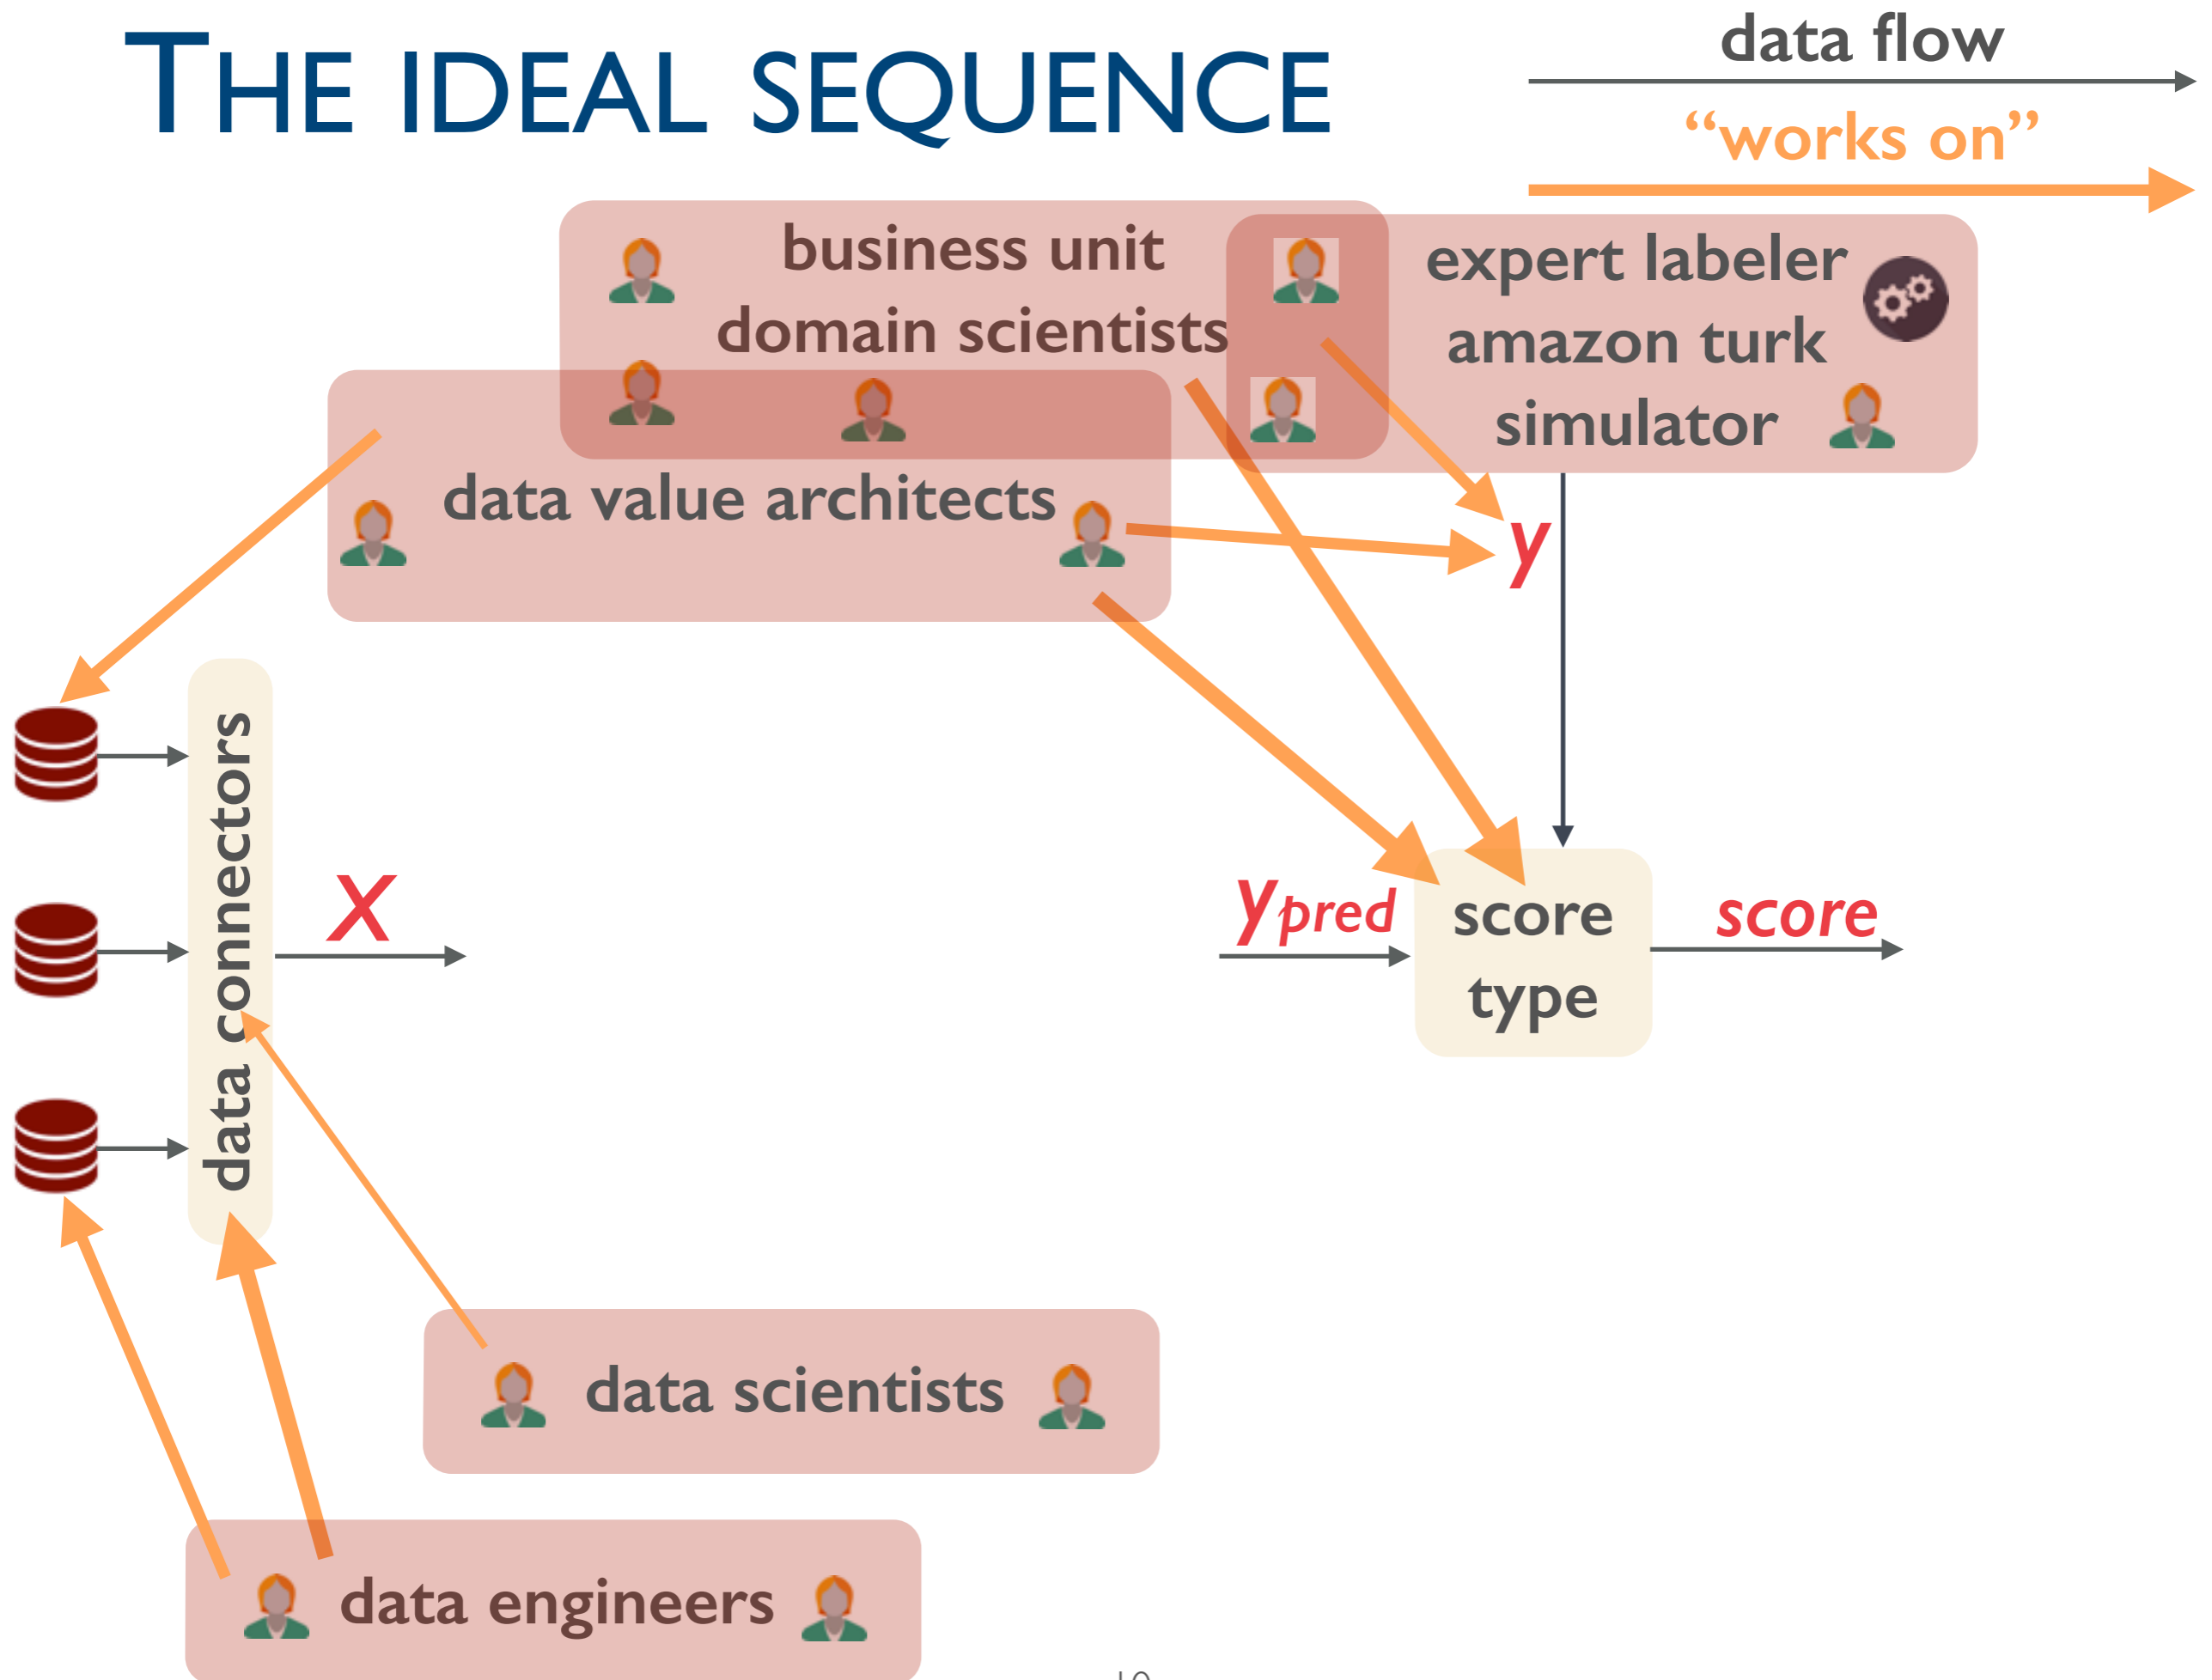 THE IDEAL SEQUENCE
data flow
“works on”
business unit
domain scientists
expert labeler
amazon turk
simulator
data value architects
y
data connectors
X
ypred
score
type
score
data scientists
data engineers